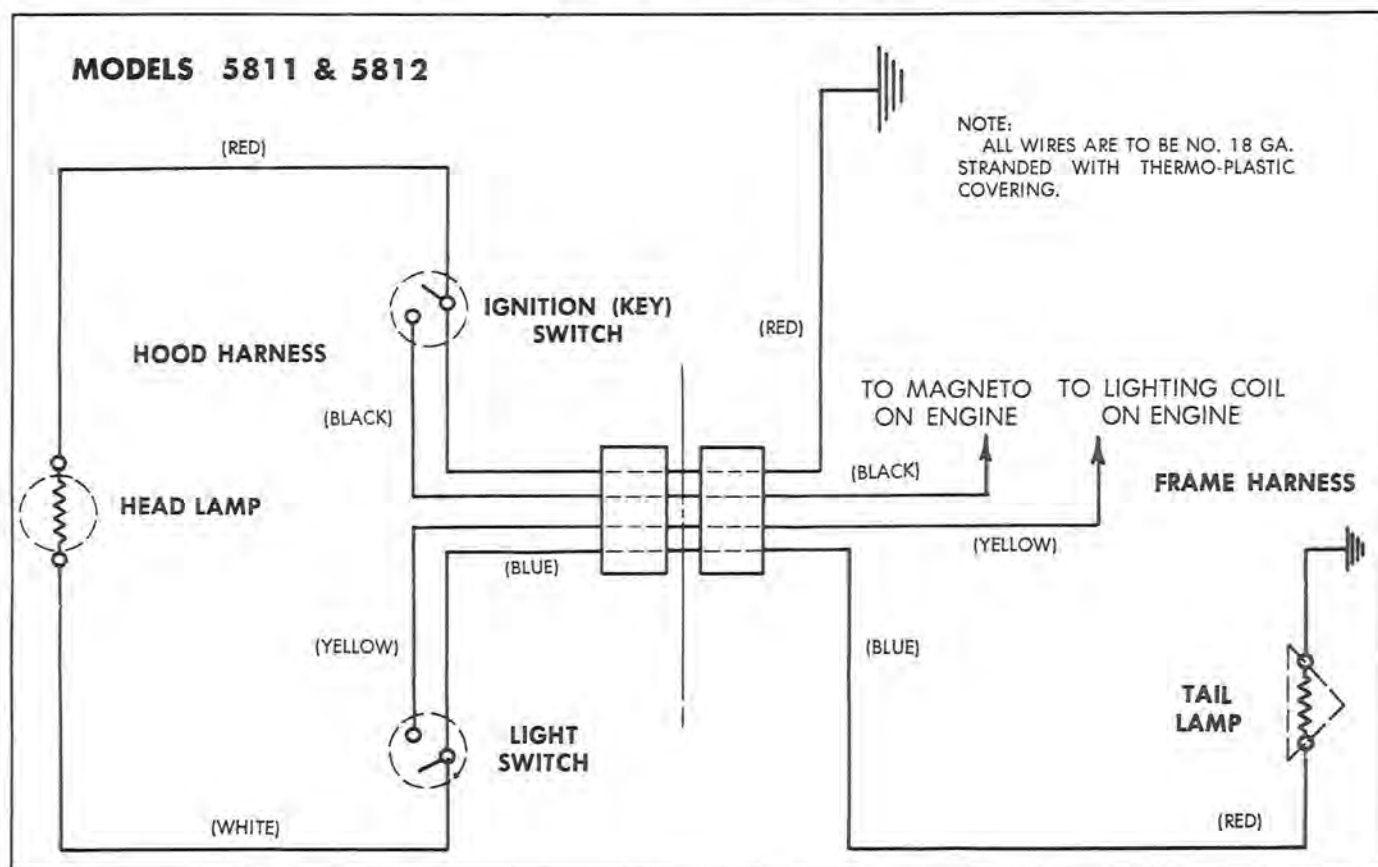 MODELS 5811 & 5812
(RED)
NOTE:
ALL WIRES ARE TO BE NO. 18 GA.
STRANDED WITH THERMO-PLASTIC
COVERING.
IGNITION (KEY)
SWITCH
(RED)
HOOD HARNESS
(BLACK)
TO MAGNETO
ON ENGINE
TO LIGHTING COIL
ON ENGINE
(BLACK)
FRAME HARNESS
HEAD LAMP
(YELLOW)
(BLUE)
(YELLOW)
(BLUE)
TAIL
LAMP
LIGHT
SWITCH
(WHITE)
(RED)